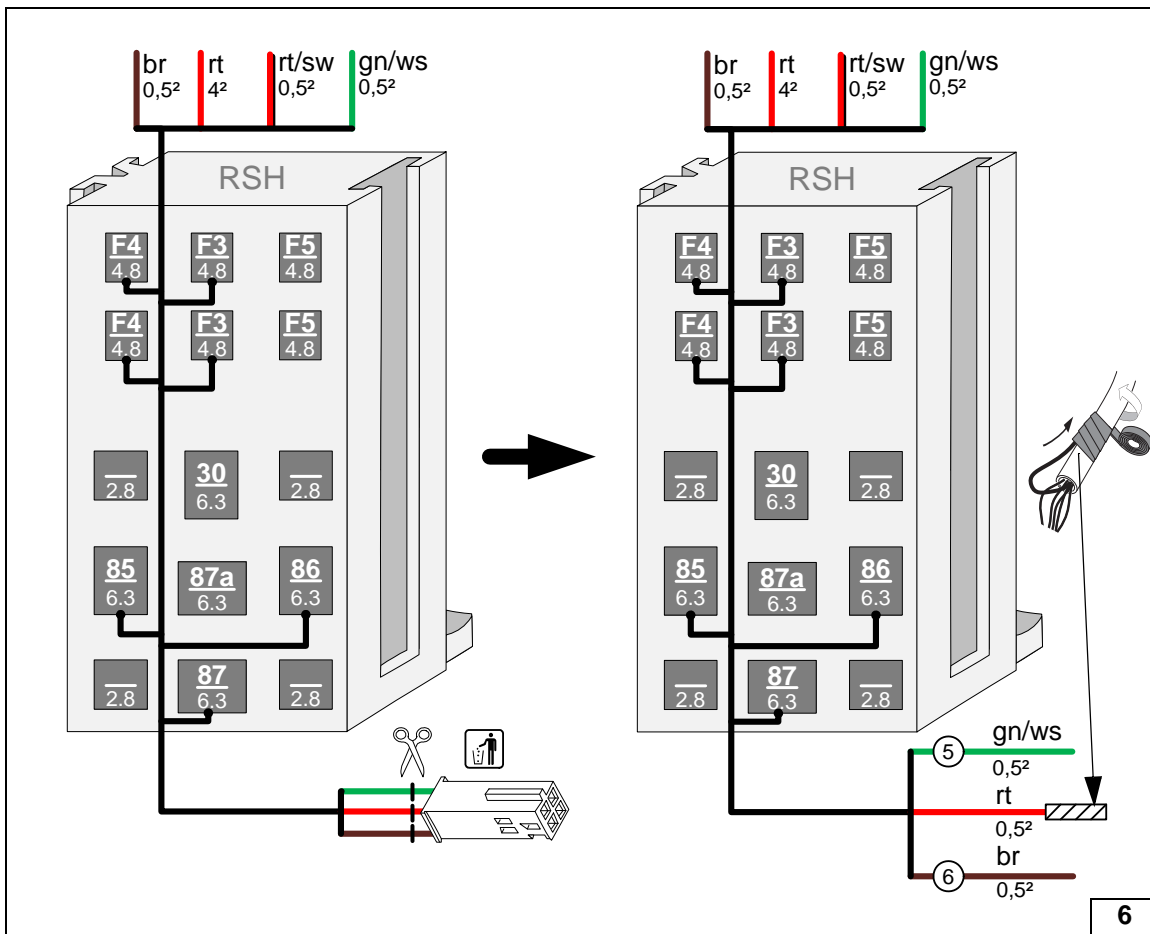 br rt rt/sw gn/ws
0,5² 4² 0,5² 0,5²
RSH
F4 F3 F5
4.8 4.8 4.8
F4 F3 F5
4.8 4.8 4.8
30
2.8 6.3 2.8
85 87a 86
6.3 6.3 6.3
87
2.8 6.3 2.8
br rt rt/sw gn/ws
0,5² 4² 0,5² 0,5²
RSH
F4 F3 F5
4.8 4.8 4.8
F4 F3 F5
4.8 4.8 4.8
30
2.8 6.3 2.8
85 87a 86
6.3 6.3 6.3
87
2.8 6.3 2.8
5 gn/ws
0,5²
rt
0,5²
6 br
0,5²
6